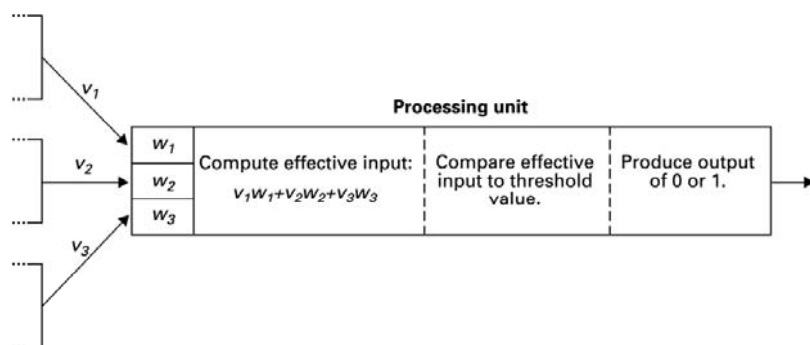 v1
Processing unit
w1
v2
w2
w3
Compute effective input:
v1w1+v2w2+v3w3
Compare effective
input to threshold
value.
Produce output
of 0 or 1.
v3